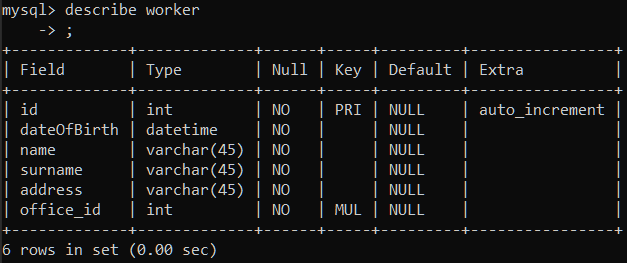 mysql> describe worker
    -> ;
+-------------+-------------+------+-----+---------+----------------+
| Field       | Type        | Null | Key | Default | Extra          |
+-------------+-------------+------+-----+---------+----------------+
| id          | int         | NO   | PRI | NULL    | auto_increment |
| dateOfBirth | datetime    | NO   |     | NULL    |                |
| name        | varchar(45) | NO   |     | NULL    |                |
| surname     | varchar(45) | NO   |     | NULL    |                |
| address     | varchar(45) | NO   |     | NULL    |                |
| office_id   | int         | NO   | MUL | NULL    |                |
+-------------+-------------+------+-----+---------+----------------+
6 rows in set (0.00 sec)